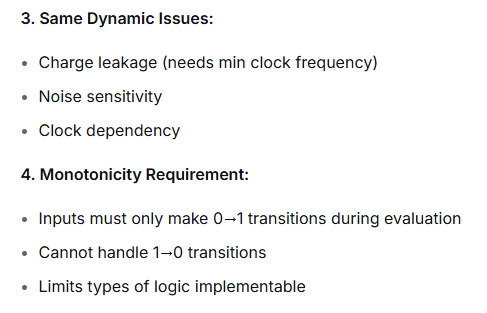 3. Same Dynamic Issues:
• Charge leakage (needs min clock frequency)
• Noise sensitivity
• Clock dependency
4. Monotonicity Requirement:
• Inputs must only make 0→1 transitions during evaluation
• Cannot handle 1→0 transitions
• Limits types of logic implementable